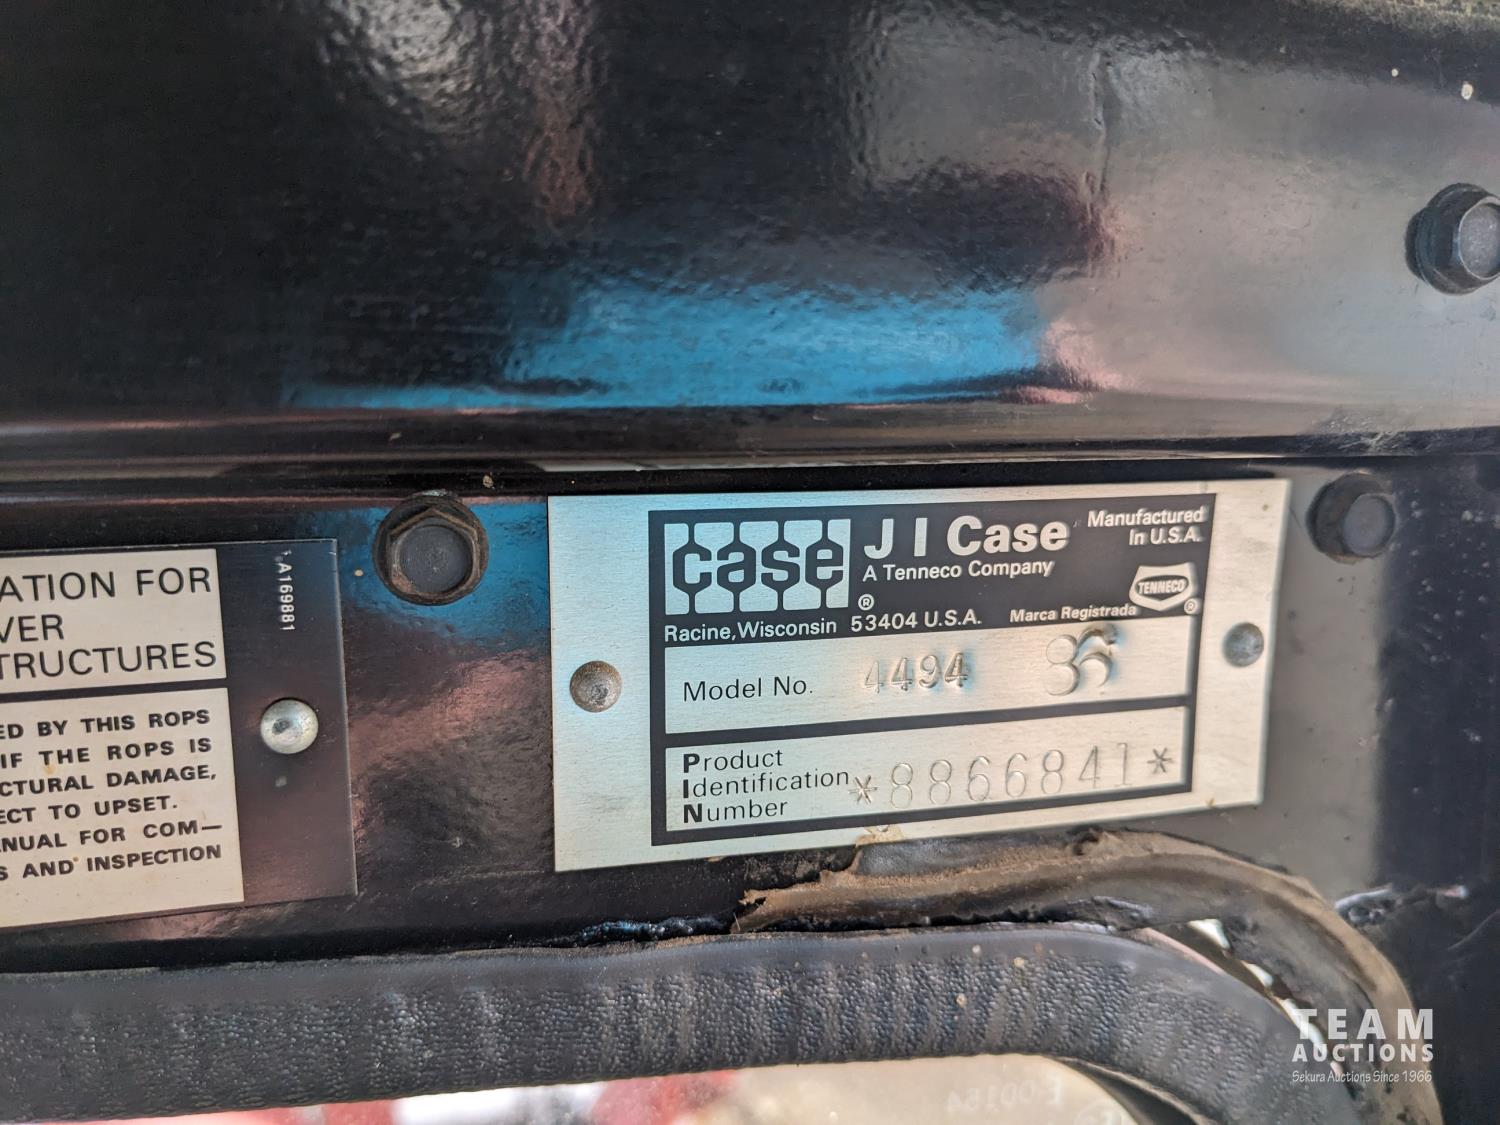 ATION FOR
VER
TRUCTURES
ED BY THIS ROPS
IF THE ROPS IS
CTURAL DAMAGE,
ECT TO UPSET.
ANUAL FOR COM–
S AND INSPECTION
A169881
case
J I Case
A Tenneco Company
Manufactured
In U.S.A.
TENNECO
®
®
Racine, Wisconsin 53404 U.S.A.
Marca Registrada
Model No. 4494
Product
Identification
Number
*8866841*
TEAM
AUCTIONS
Sekura Auctions Since 1966